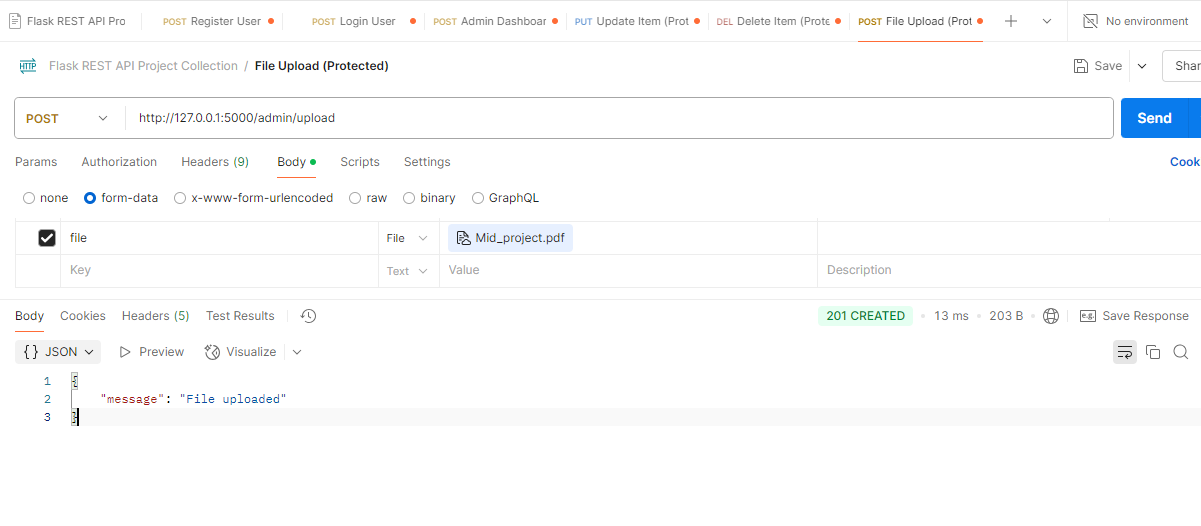 Flask REST API Pro POST Register User POST Login User POST Admin Dashboar PUT Update Item (Prot DEL Delete Item (Prote POST File Upload (Prot No environment
HTTP Flask REST API Project Collection / File Upload (Protected) Save Shar
POST http://127.0.0.1:5000/admin/upload Send
Params Authorization Headers (9) Body Scripts Settings Cook
none form-data x-www-form-urlencoded raw binary GraphQL
file File Mid_project.pdf
Key Text Value Description
Body Cookies Headers (5) Test Results 201 CREATED 13 ms 203 B e.g. Save Response
{} JSON Preview Visualize
1 {
2 "message": "File uploaded"
3 }